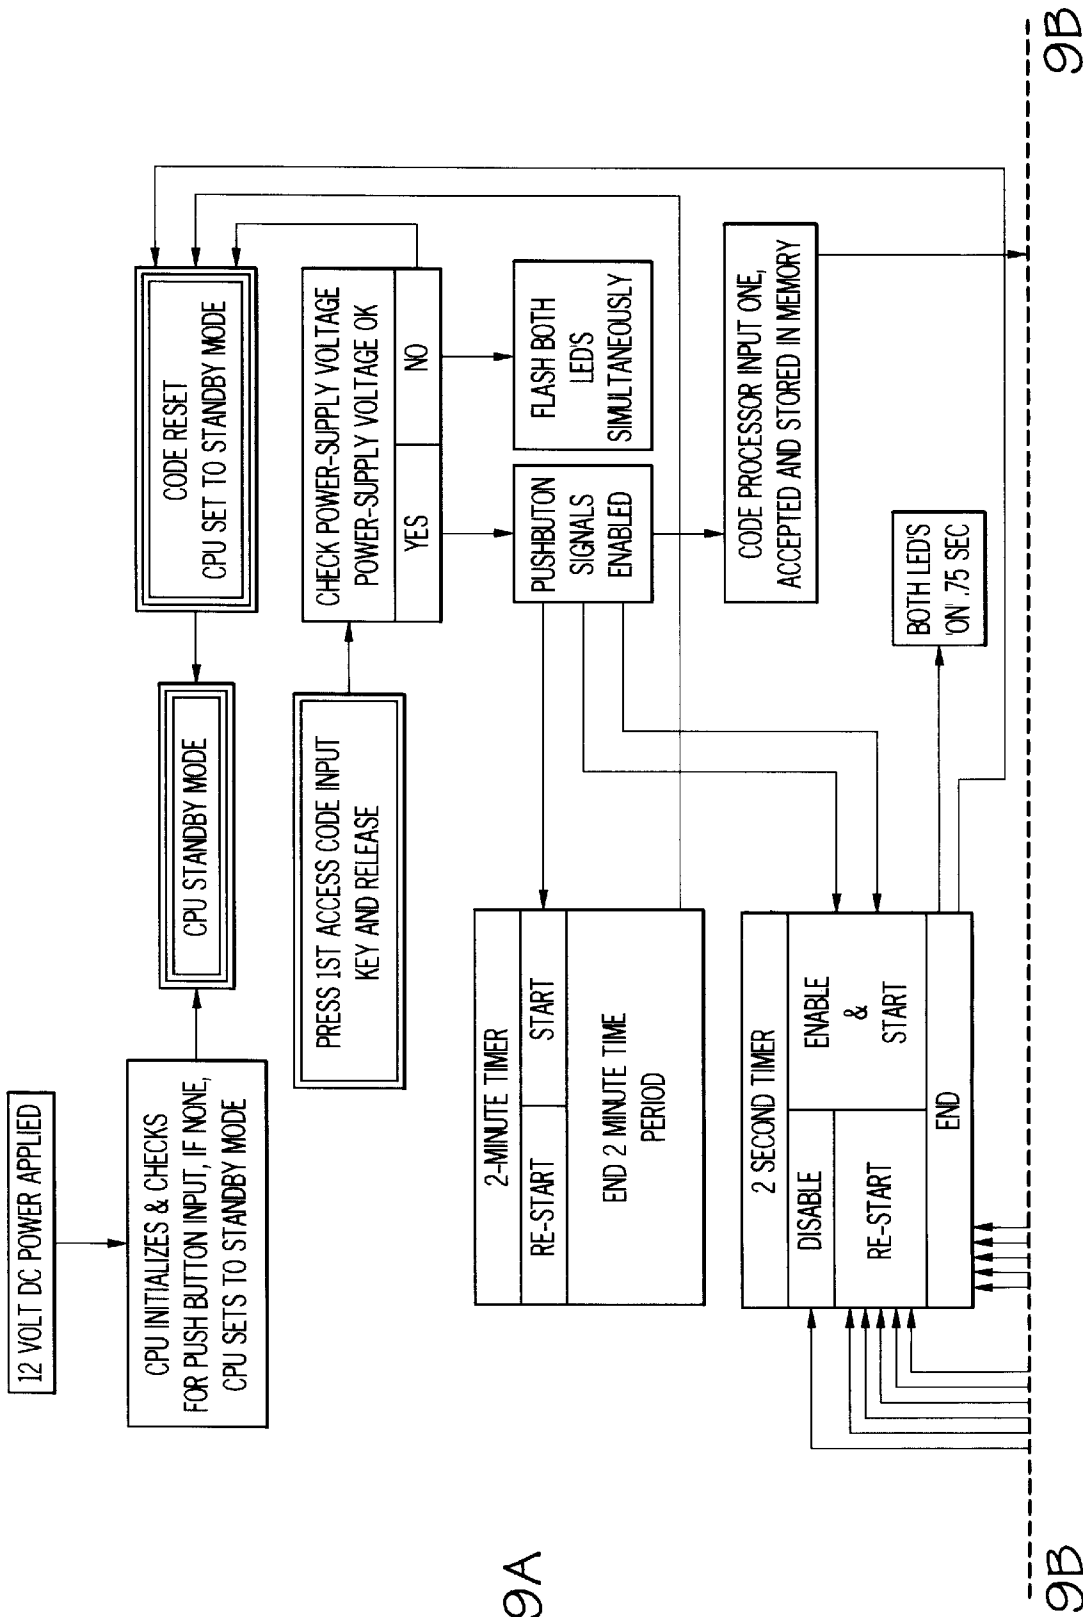 12 VOLT DC POWER APPLIED
CPU INITIALIZES & CHECKS
FOR PUSH BUTTON INPUT, IF NONE,
CPU SETS TO STANDBY MODE
CPU STANDBY MODE
CODE RESET
CPU SET TO STANDBY MODE
PRESS 1ST ACCESS CODE INPUT
KEY AND RELEASE
CHECK POWER-SUPPLY VOLTAGE
POWER-SUPPLY VOLTAGE OK
YES
NO
2-MINUTE TIMER
RE-START
START
END 2 MINUTE TIME
PERIOD
PUSHBUTON
SIGNALS
ENABLED
FLASH BOTH
LED'S
SIMULTANEOUSLY
CODE PROCESSOR INPUT ONE,
ACCEPTED AND STORED IN MEMORY
2 SECOND TIMER
DISABLE
RE-START
ENABLE
&
START
END
BOTH LED'S
'ON' .75 SEC
9A
9B
9B